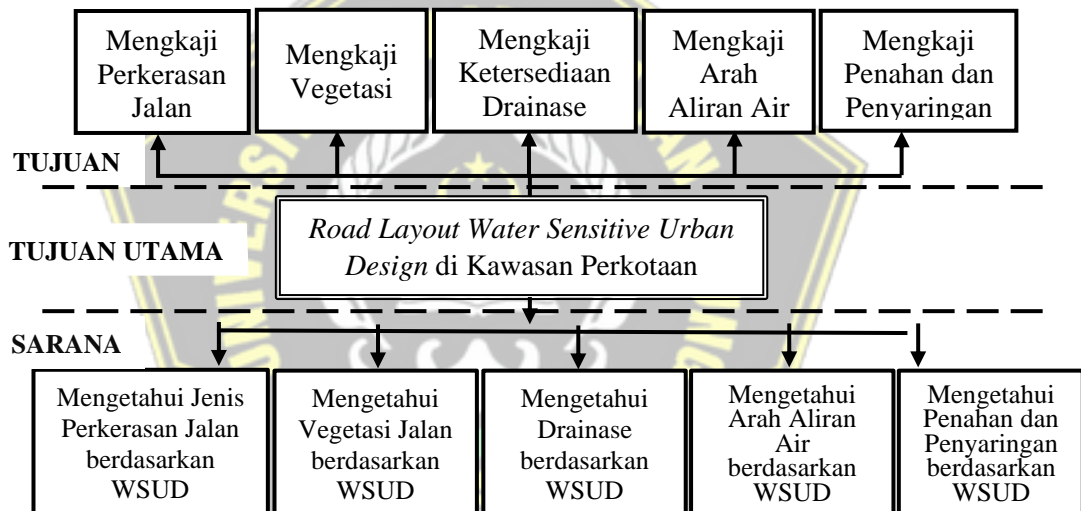 Mengkaji
Perkerasan
Jalan
Mengkaji
Vegetasi
Mengkaji
Ketersediaan
Drainase
Mengkaji
Arah
Aliran Air
Mengkaji
Penahan dan
Penyaringan
TUJUAN
TUJUAN UTAMA
Road Layout Water Sensitive Urban
Design di Kawasan Perkotaan
SARANA
Mengetahui Jenis
Perkerasan Jalan
berdasarkan
WSUD
Mengetahui
Vegetasi Jalan
berdasarkan
WSUD
Mengetahui
Drainase
berdasarkan
WSUD
Mengetahui
Arah Aliran
Air
berdasarkan
WSUD
Mengetahui
Penahan dan
Penyaringan
berdasarkan
WSUD